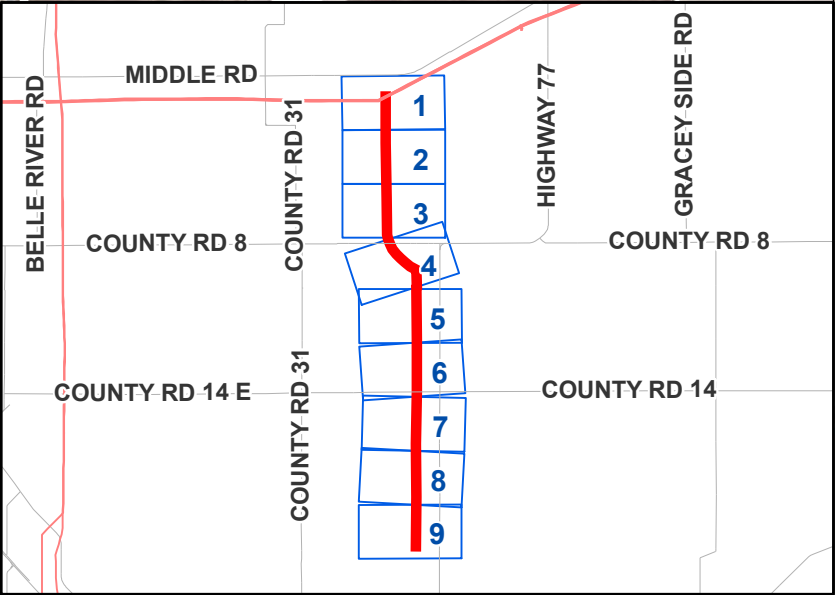 MIDDLE RD
BELLE RIVER RD
COUNTY RD 31
HIGHWAY 77
GRACEY SIDE RD
1
2
3
COUNTY RD 8
COUNTY RD 8
4
5
COUNTY RD 31
6
COUNTY RD 14 E
COUNTY RD 14
7
8
9